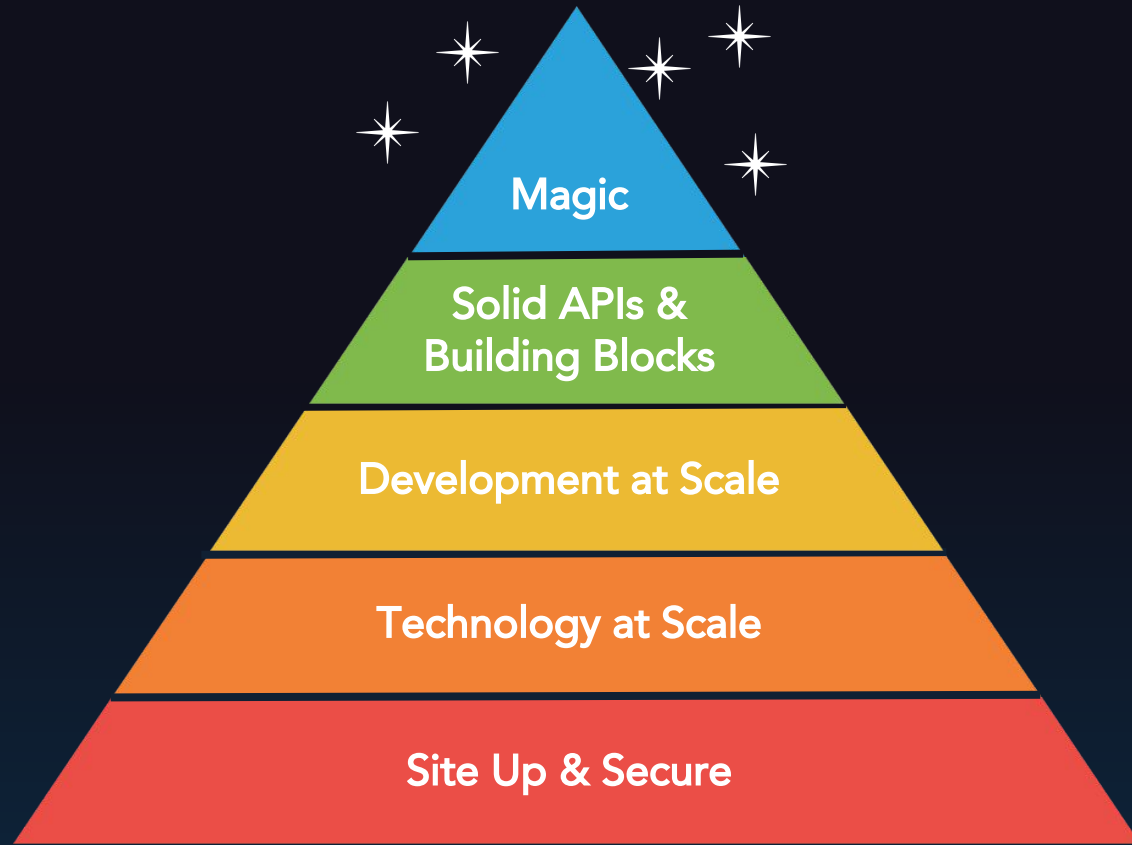 Magic
Solid APIs &
Building Blocks
Development at Scale
Technology at Scale
Site Up & Secure